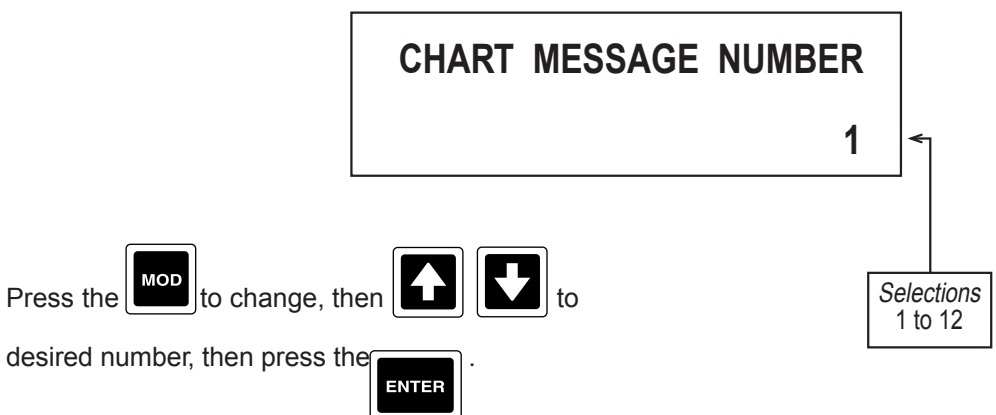 CHART MESSAGE NUMBER
1
Selections
1 to 12
Press the MOD to change, then to
desired number, then press the ENTER .